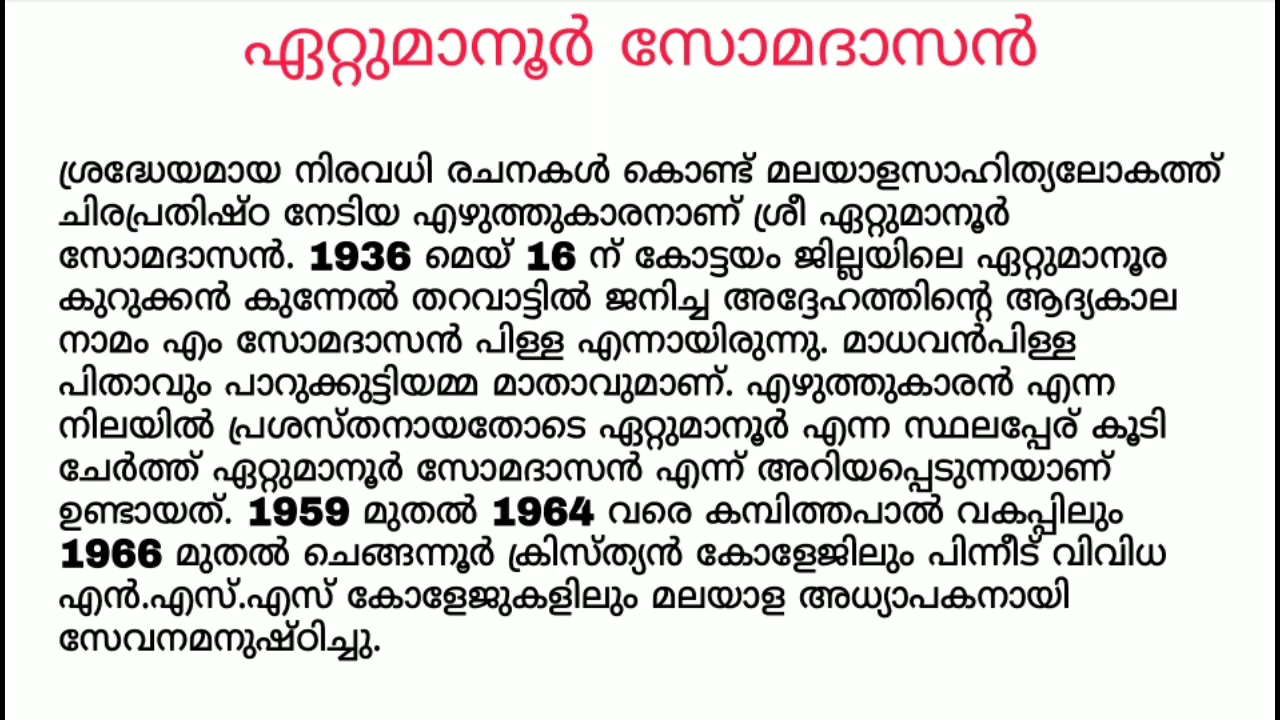 ഏറ്റുമാനൂർ സോമദാസൻ
ശ്രദ്ധേയമായ നിരവധി രചനകൾ കൊണ്ട് മലയാളസാഹിത്യലോകത്ത്
ചിരപ്രതിഷ്ഠ നേടിയ എഴുത്തുകാരനാണ് ശ്രീ ഏറ്റുമാനൂർ
സോമദാസൻ. 1936 മെയ് 16 ന് കോട്ടയം ജില്ലയിലെ ഏറ്റുമാനൂര
കുറുക്കൻ കുന്നേൽ തറവാട്ടിൽ ജനിച്ച അദ്ദേഹത്തിന്റെ ആദ്യകാല
നാമം എം സോമദാസൻ പിള്ള എന്നായിരുന്നു. മാധവൻപിള്ള
പിതാവും പാറുക്കുട്ടിയമ്മ മാതാവുമാണ്. എഴുത്തുകാരൻ എന്ന
നിലയിൽ പ്രശസ്തനായതോടെ ഏറ്റുമാനൂർ എന്ന സ്ഥലപ്പേര് കൂടി
ചേർത്ത് ഏറ്റുമാനൂർ സോമദാസൻ എന്ന് അറിയപ്പെടുന്നയാണ്
ഉണ്ടായത്. 1959 മുതൽ 1964 വരെ കമ്പിത്തപാൽ വകപ്പിലും
1966 മുതൽ ചെങ്ങന്നൂർ ക്രിസ്ത്യൻ കോളേജിലും പിന്നീട് വിവിധ
എൻ.എസ്.എസ് കോളേജുകളിലും മലയാള അധ്യാപകനായി
സേവനമനുഷ്ഠിച്ചു.